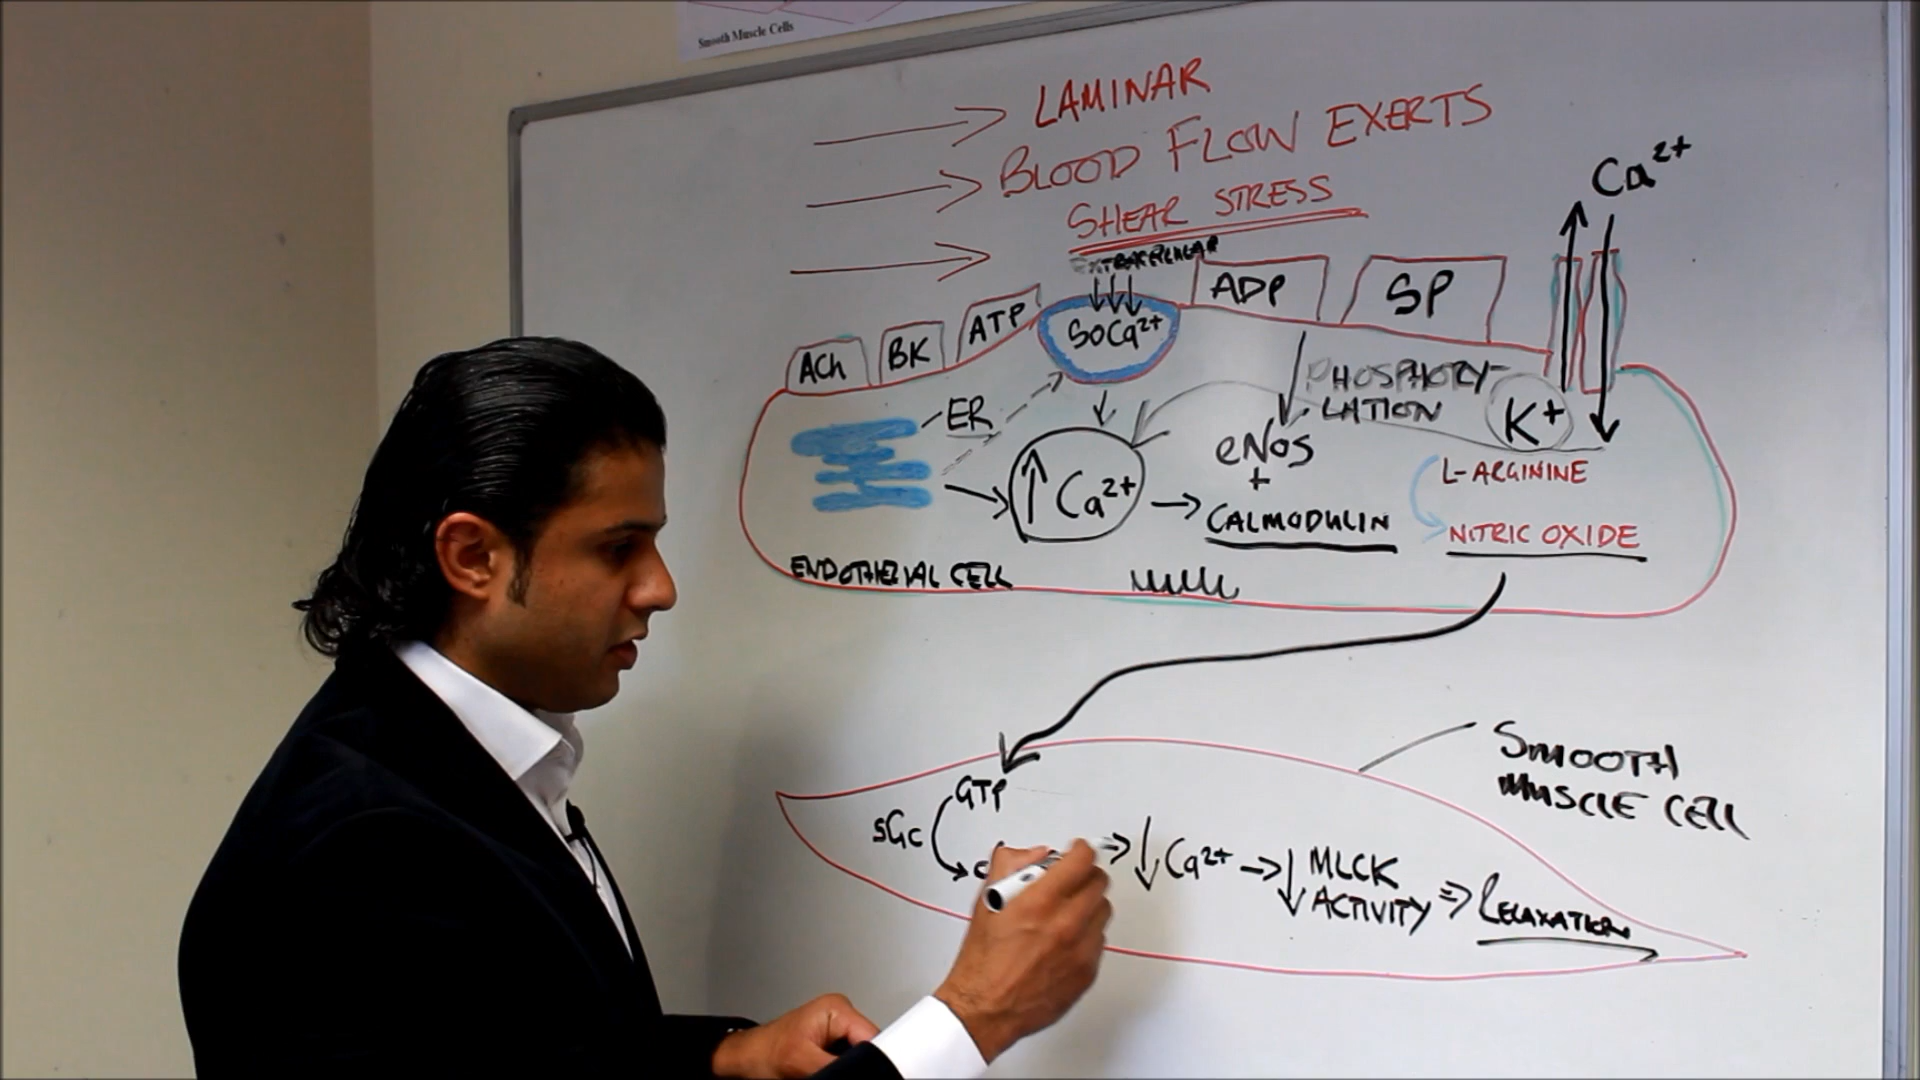 Smooth Muscle Cells
LAMINAR
BLOOD FLOW EXERTS
SHEAR STRESS
Ca²⁺
EXTRACELLULAR
ACh
BK
ATP
SOCa²⁺
ADP
SP
PHOSPHORY-
LATION
K+
ER
↑ Ca²⁺ →
eNOS
+
CALMODULIN
L-ARGININE
NITRIC OXIDE
ENDOTHELIAL CELL
SMOOTH
MUSCLE CELL
GTP
sGc
→ ↓ Ca²⁺ → ↓ MLCK
ACTIVITY ⇒ RELAXATION